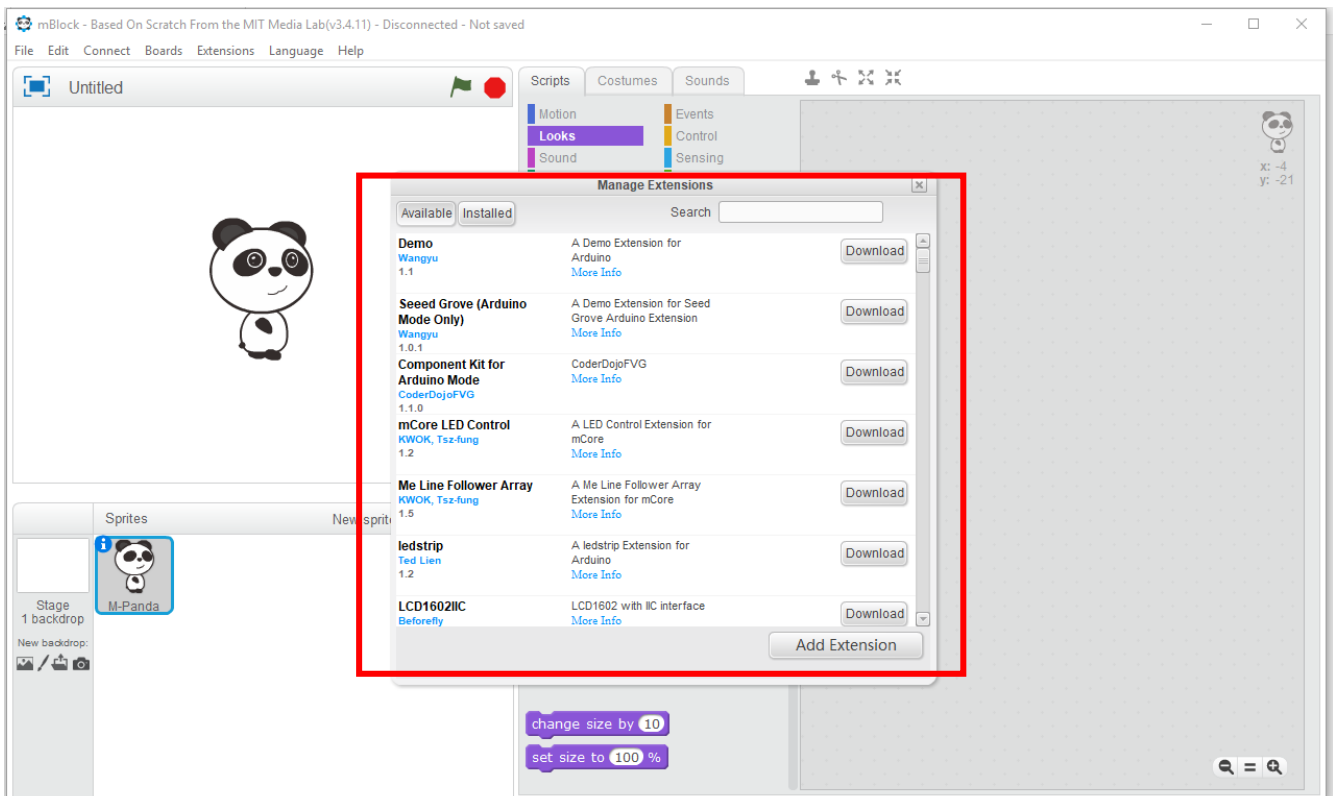 mBlock - Based On Scratch From the MIT Media Lab(v3.4.11) - Disconnected - Not saved
File Edit Connect Boards Extensions Language Help
Untitled
Scripts Costumes Sounds
Motion Events
Looks Control
Sound Sensing
x: -4
y: -21
Manage Extensions
Available Installed Search
Demo A Demo Extension for
Wangyu Arduino Download
1.1 More Info
Seeed Grove (Arduino A Demo Extension for Seed
Mode Only) Grove Arduino Extension Download
Wangyu More Info
1.0.1
Component Kit for CoderDojoFVG
Arduino Mode More Info Download
CoderDojoFVG
1.1.0
mCore LED Control A LED Control Extension for
KWOK, Tsz-fung mCore Download
1.2 More Info
Me Line Follower Array A Me Line Follower Array
KWOK, Tsz-fung Extension for mCore Download
1.5 More Info
ledstrip A ledstrip Extension for
Ted Lien Arduino Download
1.2 More Info
LCD1602IIC LCD1602 with IIC interface
Beforefly More Info Download
Add Extension
Sprites New sprite
M-Panda
Stage
1 backdrop
New backdrop:
change size by 10
set size to 100 %